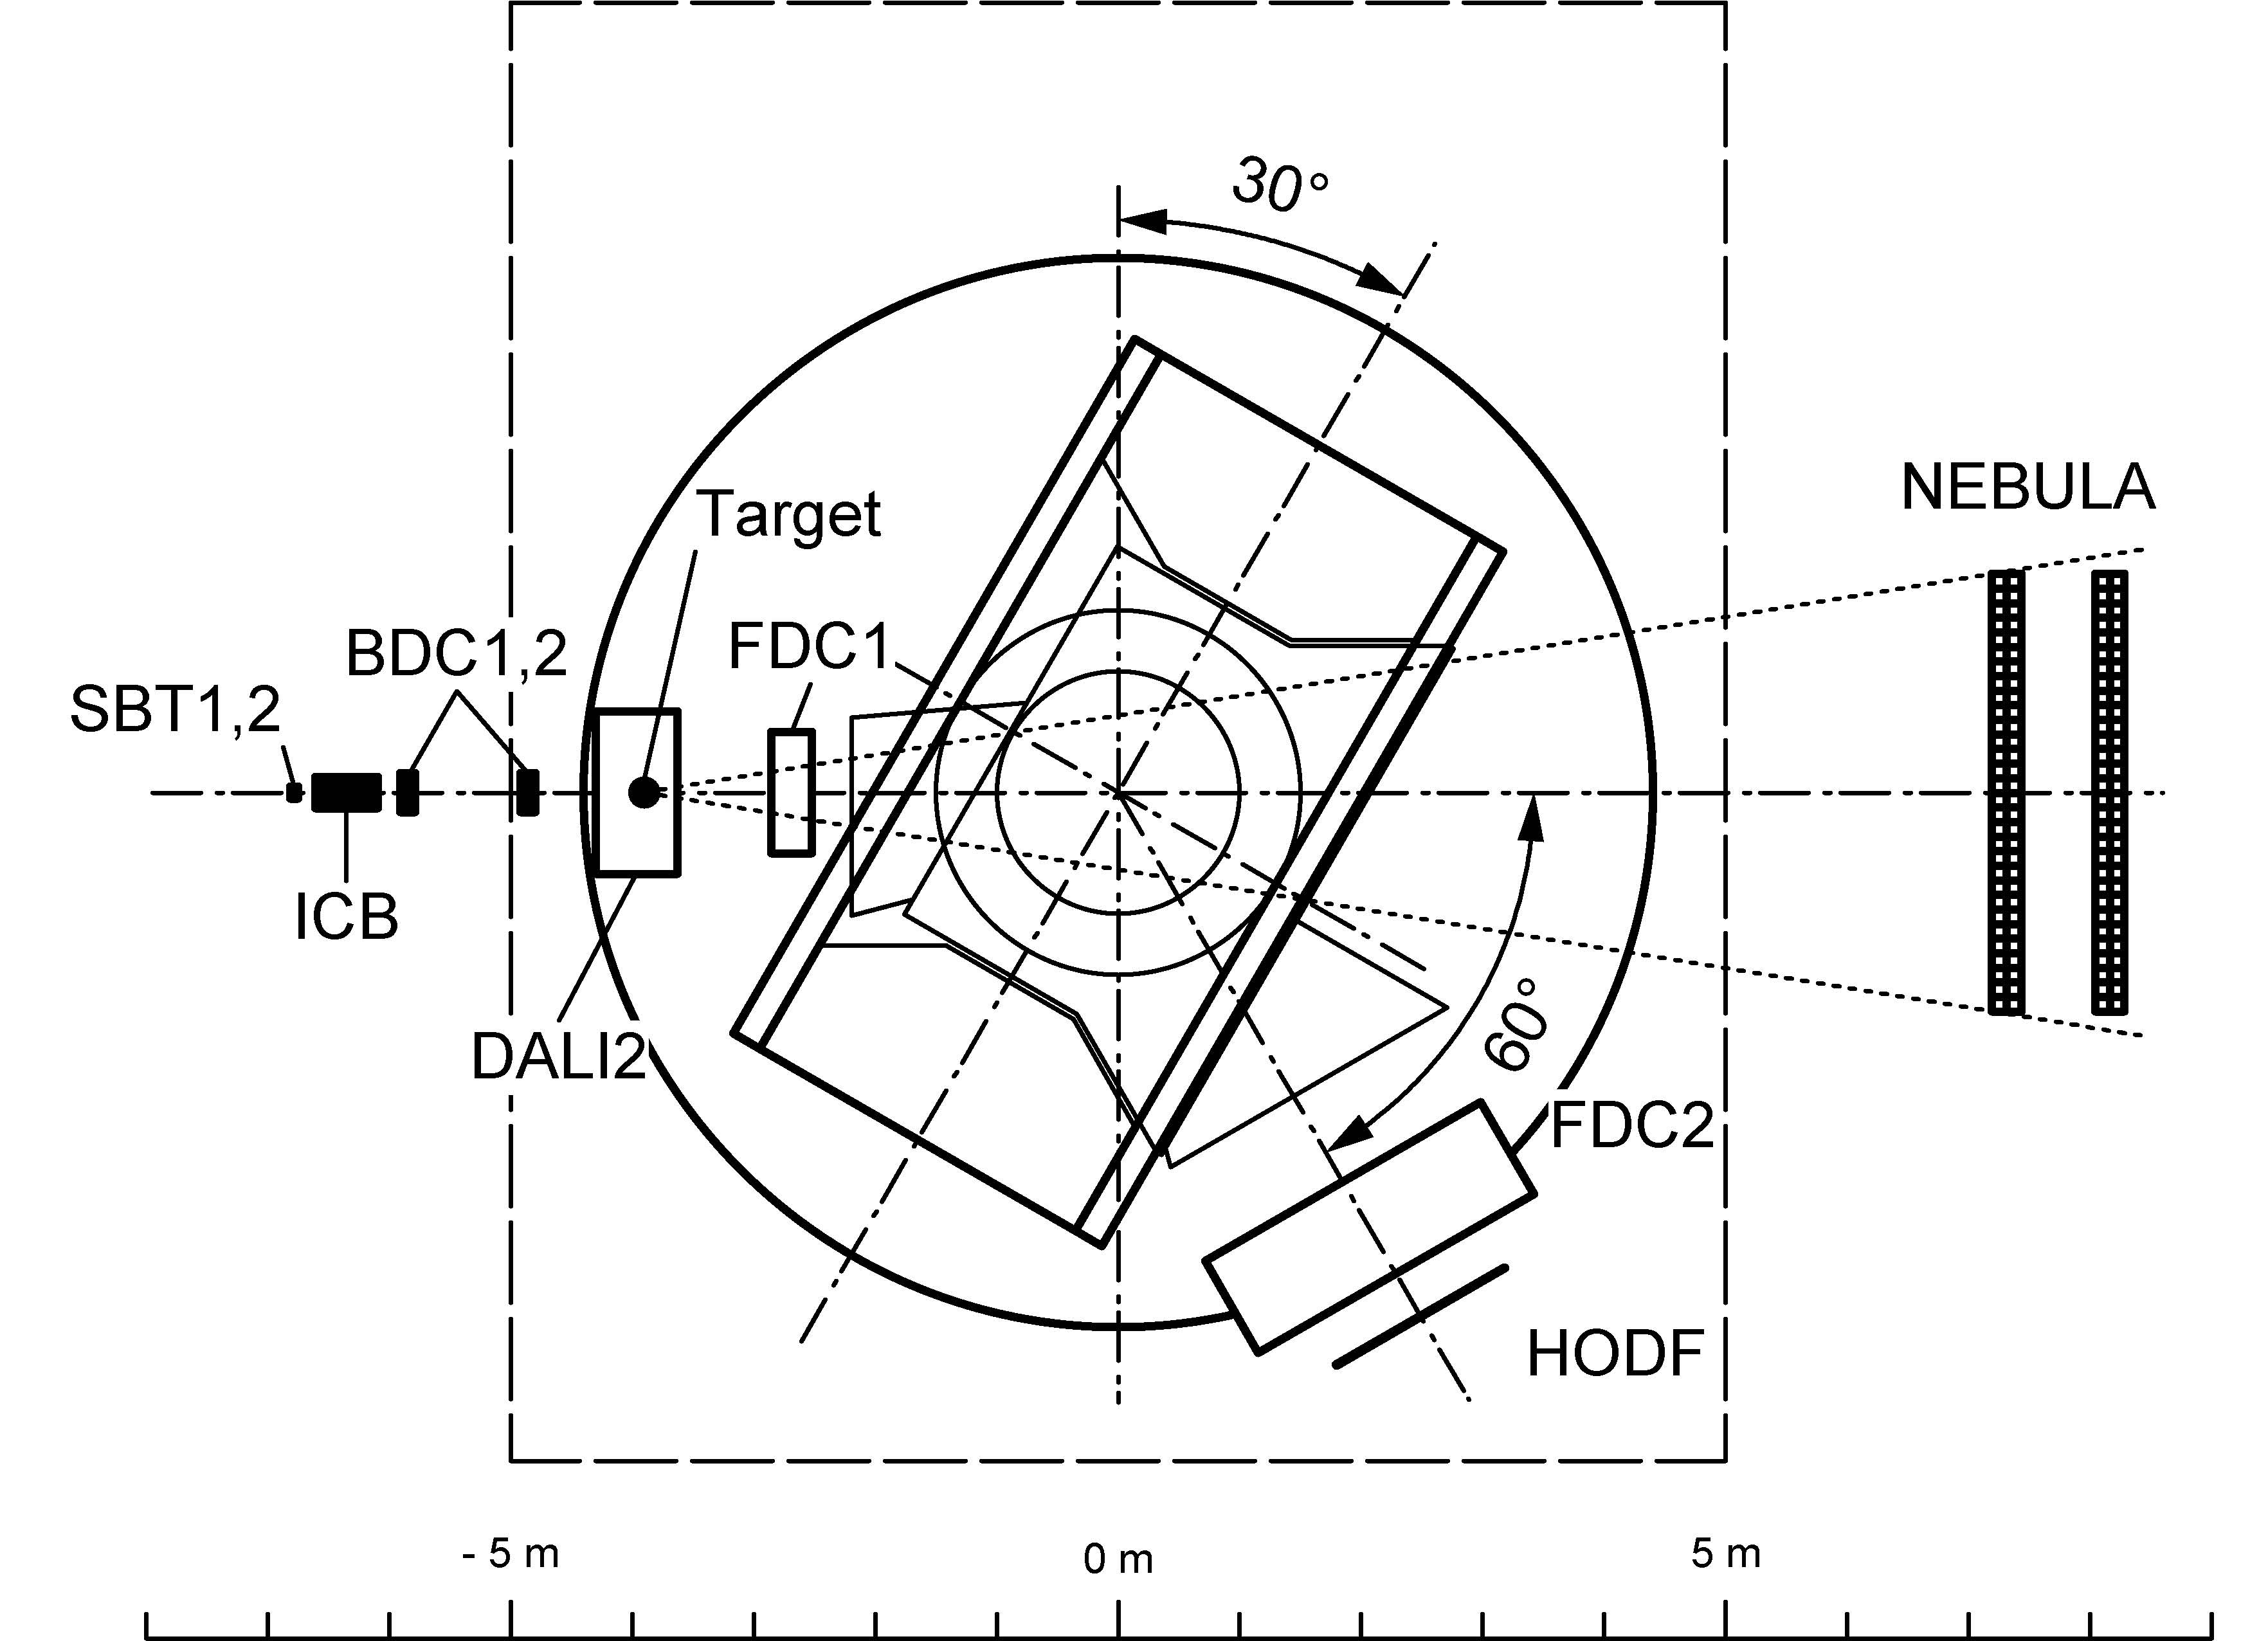 30°
NEBULA
Target
BDC1,2
FDC1
SBT1,2
ICB
DALI2
60°
FDC2
HODF
- 5 m
0 m
5 m